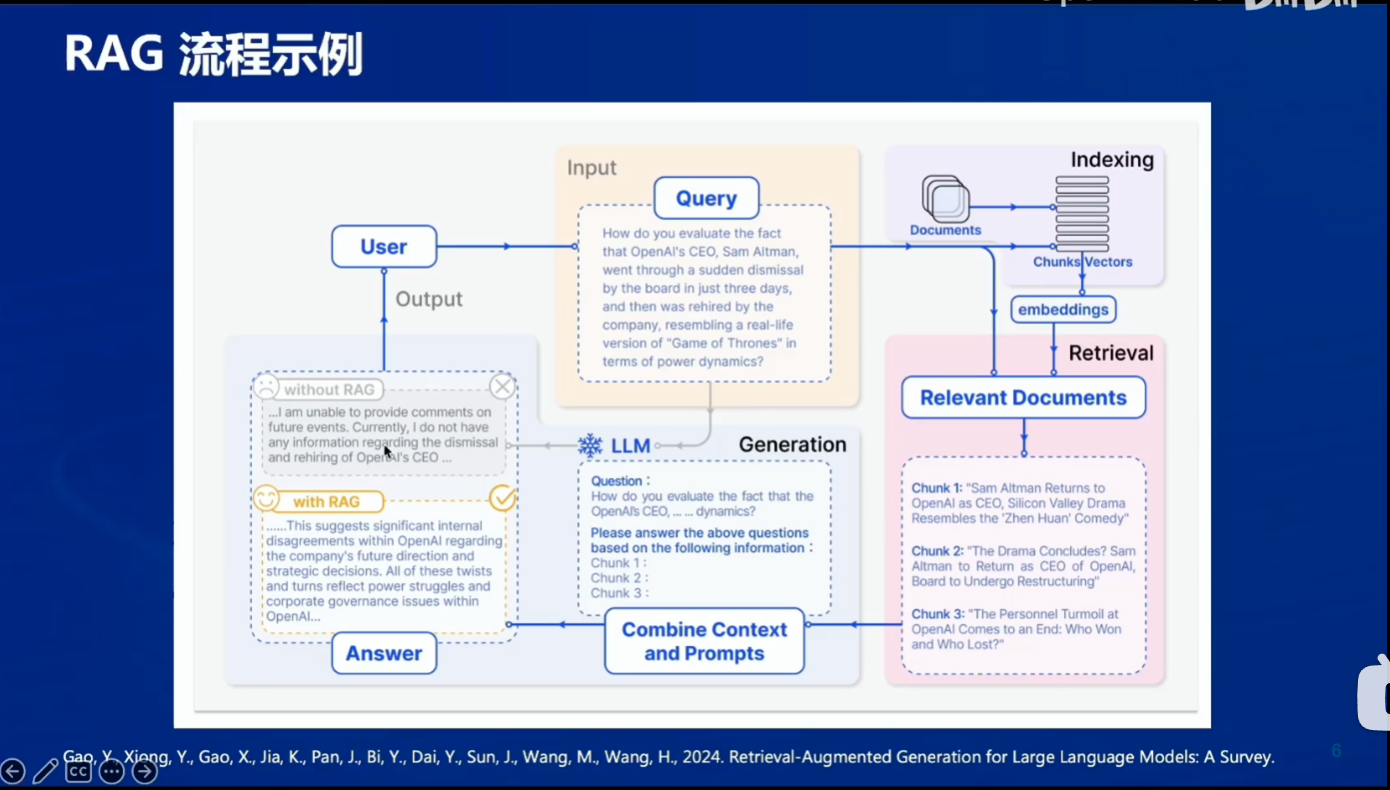 RAG 流程示例
Input
Query
How do you evaluate the fact
that OpenAI's CEO, Sam Altman,
went through a sudden dismissal
by the board in just three days,
and then was rehired by the
company, resembling a real-life
version of "Game of Thrones" in
terms of power dynamics?
Indexing
Documents
Chunks Vectors
embeddings
User
Output
Retrieval
Relevant Documents
Chunk 1: "Sam Altman Returns to
OpenAI as CEO, Silicon Valley Drama
Resembles the 'Zhen Huan' Comedy"
Chunk 2: "The Drama Concludes? Sam
Altman to Return as CEO of OpenAI,
Board to Undergo Restructuring"
Chunk 3: "The Personnel Turmoil at
OpenAI Comes to an End: Who Won
and Who Lost?"
LLM
Generation
Question :
How do you evaluate the fact that the
OpenAI's CEO, ... ... dynamics?
Please answer the above questions
based on the following information :
Chunk 1 :
Chunk 2 :
Chunk 3 :
Combine Context
and Prompts
without RAG
...I am unable to provide comments on
future events. Currently, I do not have
any information regarding the dismissal
and rehiring of OpenAI's CEO ...
with RAG
......This suggests significant internal
disagreements within OpenAI regarding
the company's future direction and
strategic decisions. All of these twists
and turns reflect power struggles and
corporate governance issues within
OpenAI...
Answer
Gao, Y., Xiong, Y., Gao, X., Jia, K., Pan, J., Bi, Y., Dai, Y., Sun, J., Wang, M., Wang, H., 2024. Retrieval-Augmented Generation for Large Language Models: A Survey.
6
CC